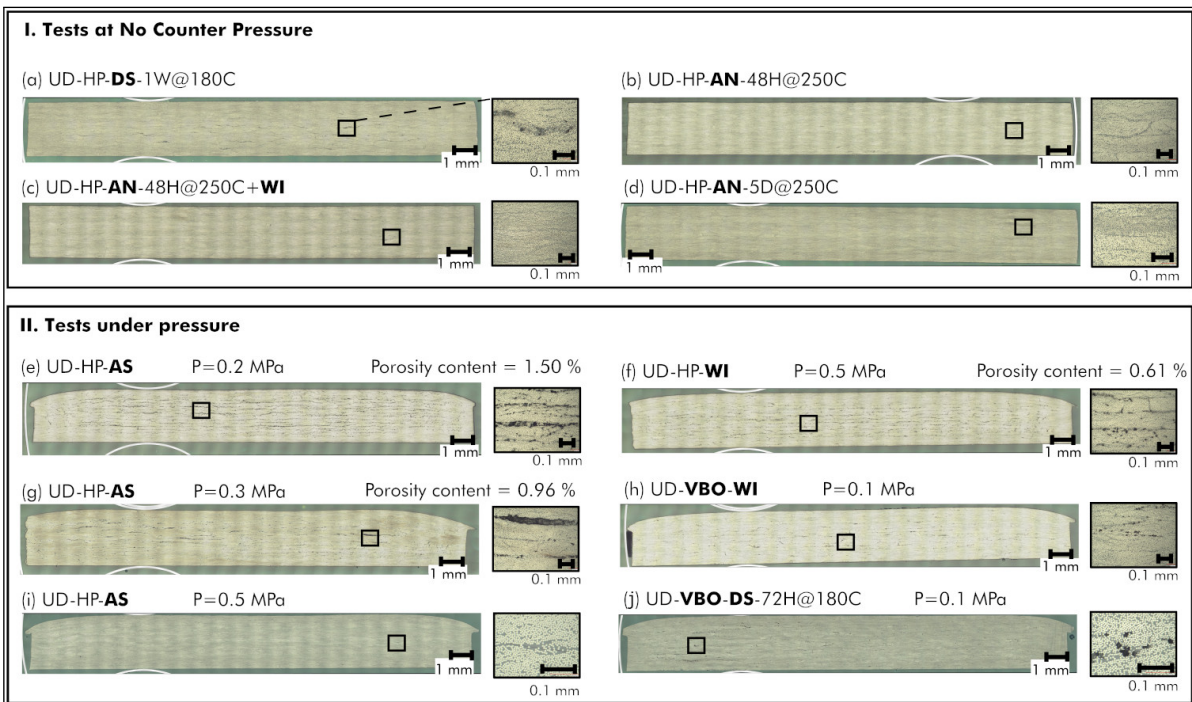 I. Tests at No Counter Pressure
(a) UD-HP-DS-1W@180C
1 mm
0.1 mm
(b) UD-HP-AN-48H@250C
1 mm
0.1 mm
(c) UD-HP-AN-48H@250C+WI
1 mm
0.1 mm
(d) UD-HP-AN-5D@250C
1 mm
0.1 mm
II. Tests under pressure
(e) UD-HP-AS P=0.2 MPa Porosity content = 1.50 %
1 mm
0.1 mm
(f) UD-HP-WI P=0.5 MPa Porosity content = 0.61 %
1 mm
0.1 mm
(g) UD-HP-AS P=0.3 MPa Porosity content = 0.96 %
1 mm
0.1 mm
(h) UD-VBO-WI P=0.1 MPa
1 mm
0.1 mm
(i) UD-HP-AS P=0.5 MPa
1 mm
0.1 mm
(j) UD-VBO-DS-72H@180C P=0.1 MPa
1 mm
0.1 mm